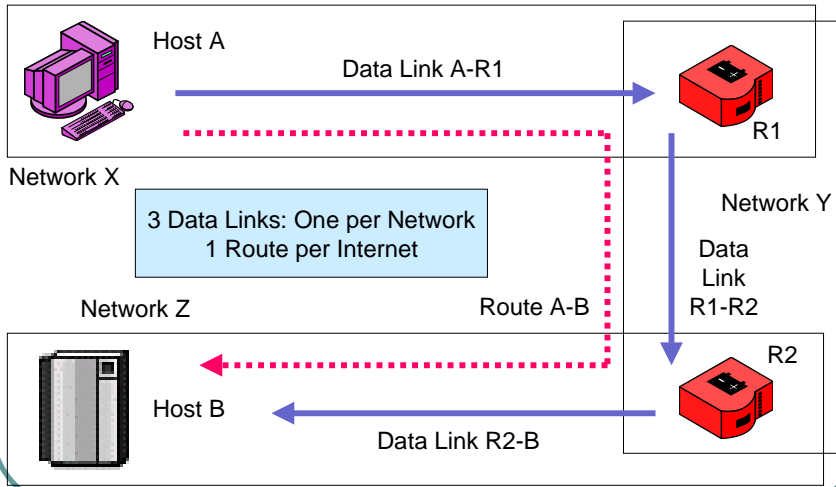 Host A
Data Link A-R1
R1
Network X
3 Data Links: One per Network
1 Route per Internet
Network Y
Data
Link
R1-R2
Network Z
Route A-B
R2
Host B
Data Link R2-B